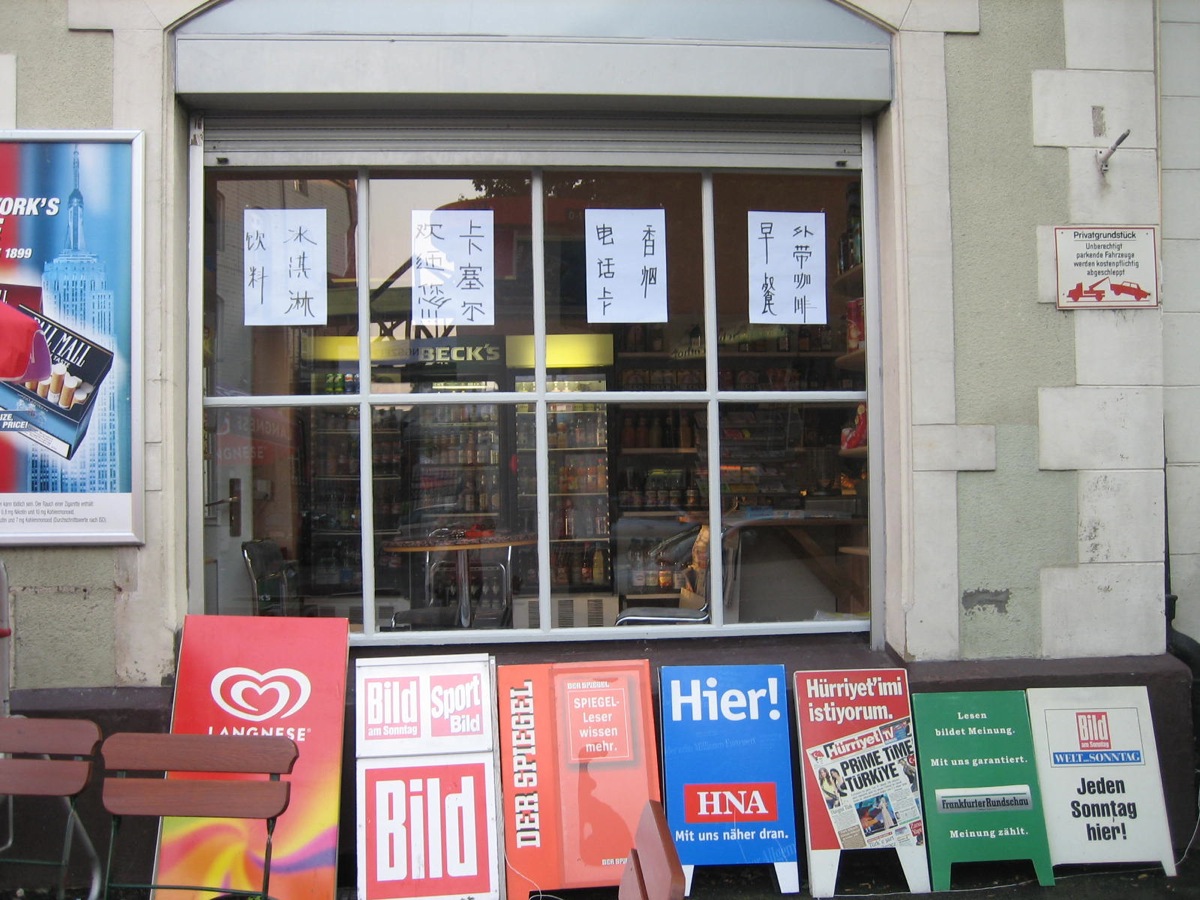 YORK'S
1899
MALL
PRICE!
饮料
冰淇淋
欢迎您
卡塞尔
电话卡
香烟
早餐
外带咖啡
BECK'S
Privatgrundstück
Unberechtigt
parkende Fahrzeuge
werden kostenpflichtig
abgeschleppt
LANGNESE
Bild
am Sonntag
Sport
Bild
Bild
DER SPIEGEL
DER SPIEGEL
SPIEGEL-
Leser
wissen
mehr.
Hier!
HNA
Mit uns näher dran.
Hürriyet'imi
istiyorum.
Hürriyet
PRiME TiME
TÜRKiYE
Lesen
bildet Meinung.
Mit uns garantiert.
Frankfurter Rundschau
Meinung zählt.
Bild
am Sonntag
WELT am SONNTAG
Jeden
Sonntag
hier!